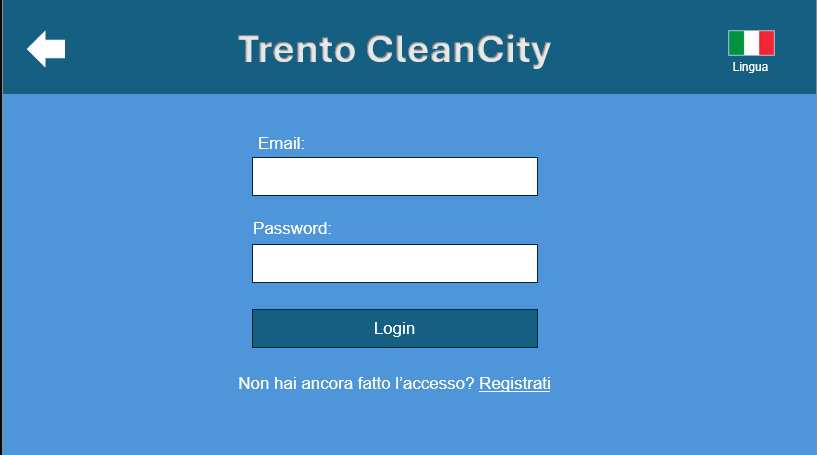 Trento CleanCity
Lingua
Email:
Password:
Login
Non hai ancora fatto l’accesso? Registrati